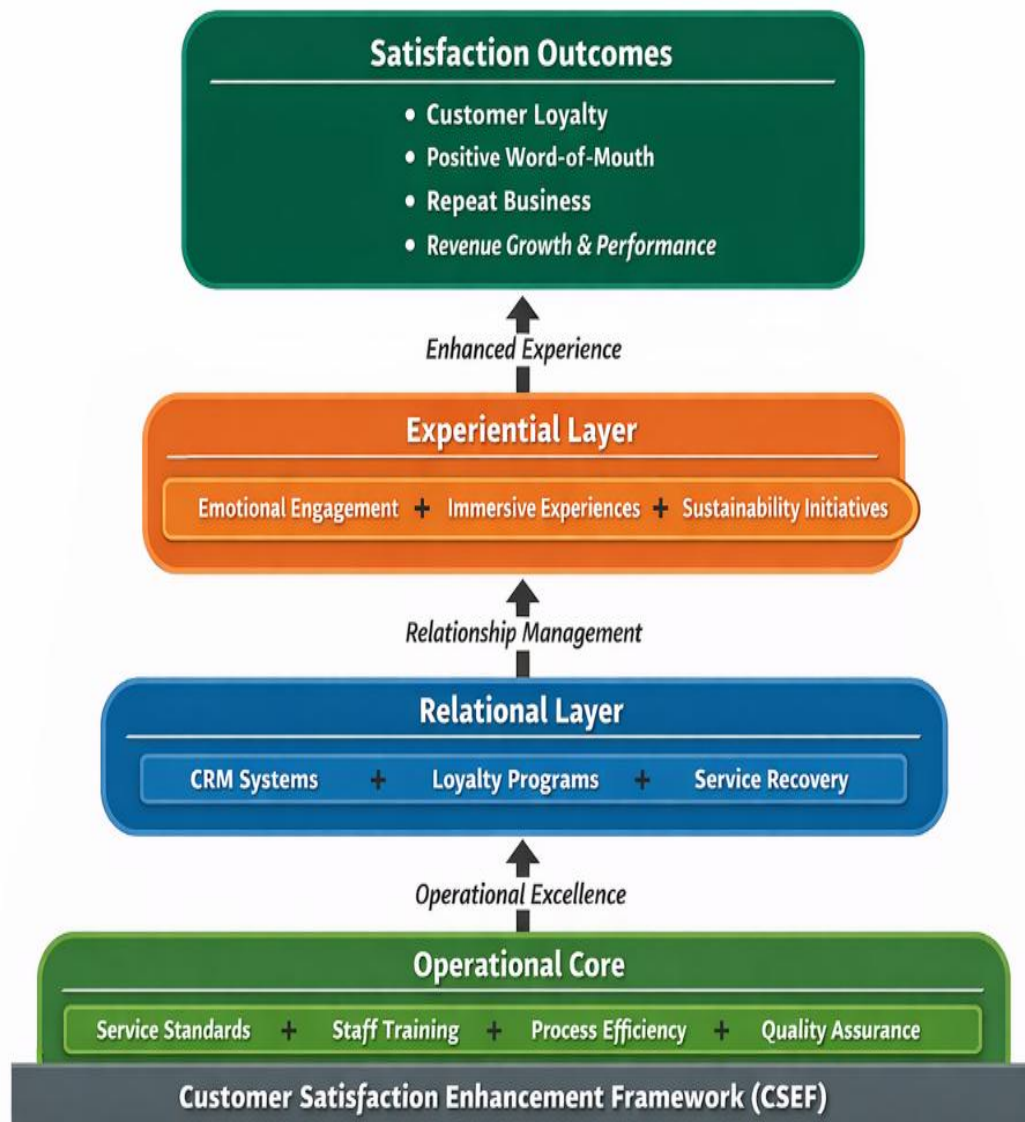 Satisfaction Outcomes
• Customer Loyalty
• Positive Word-of-Mouth
• Repeat Business
• Revenue Growth & Performance
Enhanced Experience
Experiential Layer
Emotional Engagement + Immersive Experiences + Sustainability Initiatives
Relationship Management
Relational Layer
CRM Systems + Loyalty Programs + Service Recovery
Operational Excellence
Operational Core
Service Standards + Staff Training + Process Efficiency + Quality Assurance
Customer Satisfaction Enhancement Framework (CSEF)